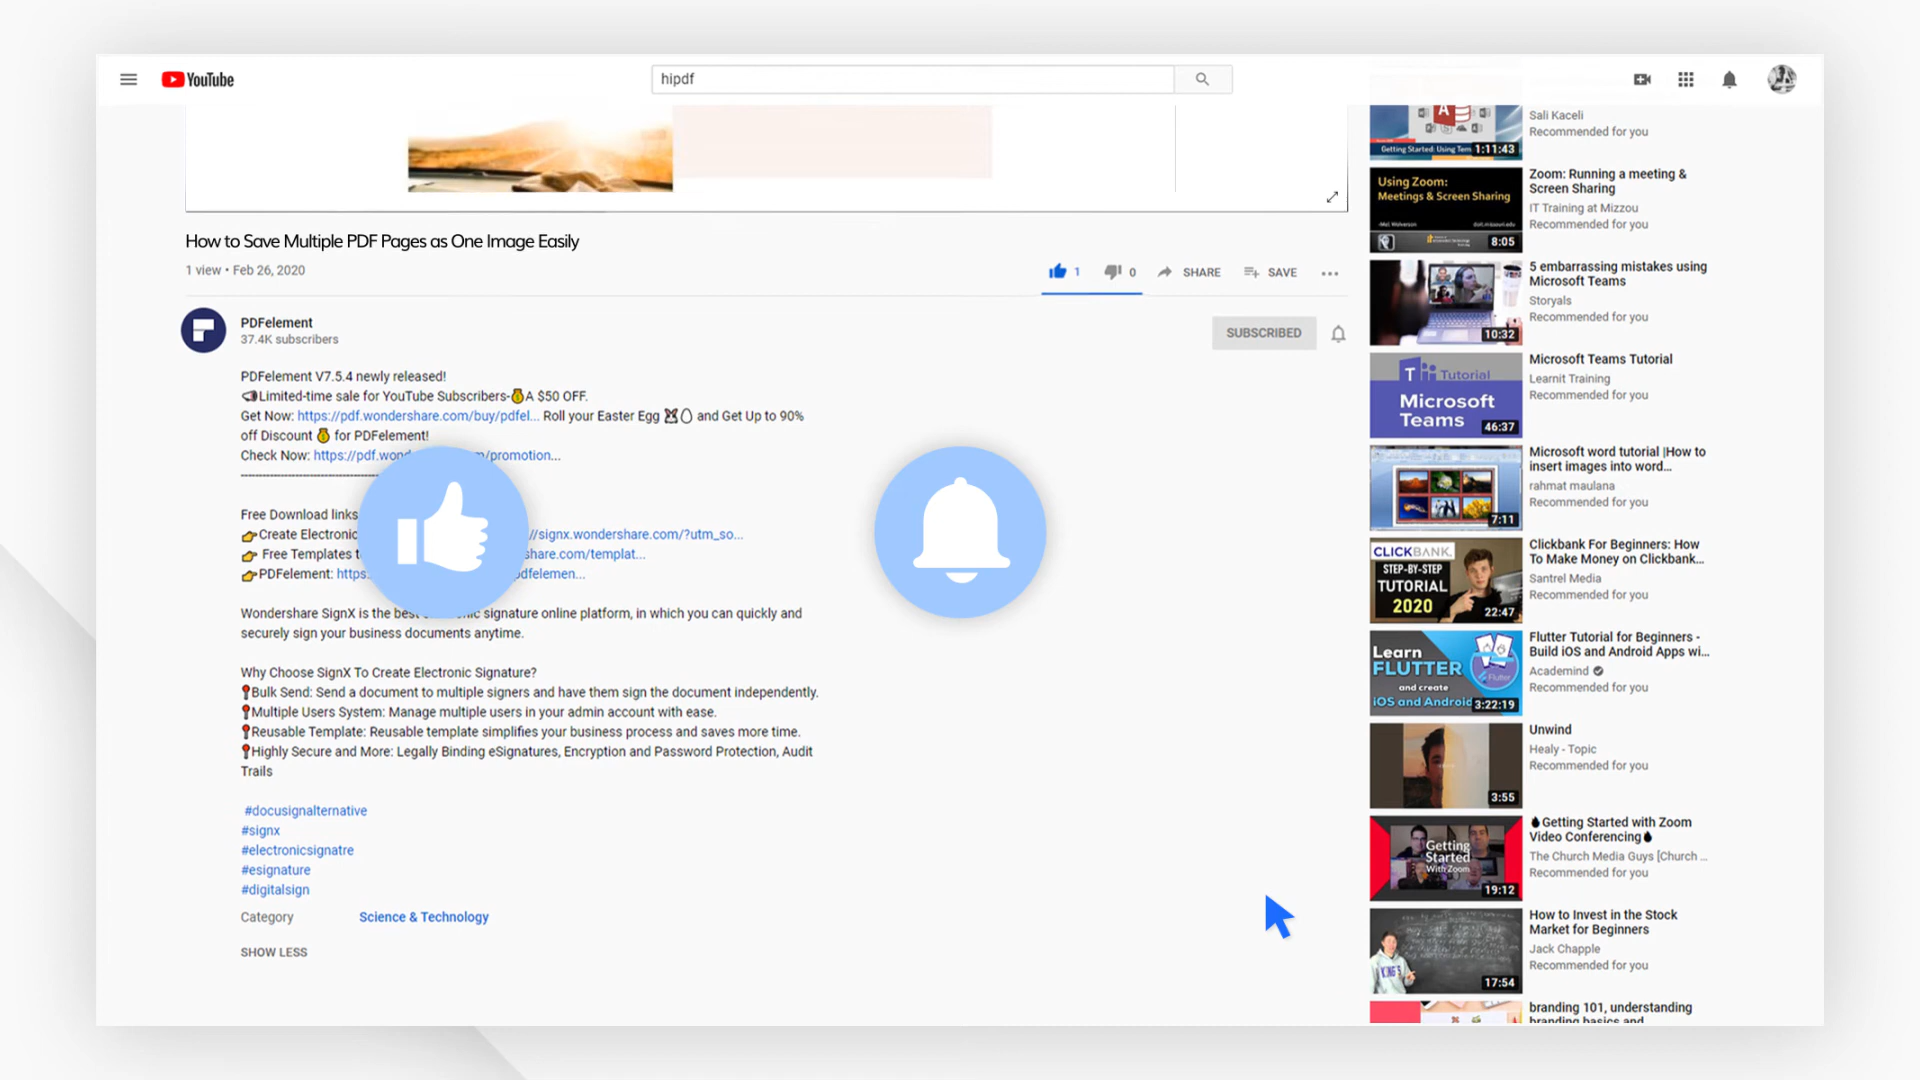 YouTube
hipdf
How to Save Multiple PDF Pages as One Image Easily
1 view • Feb 26, 2020
1
0
SHARE
SAVE
PDFelement
37.4K subscribers
SUBSCRIBED
PDFelement V7.5.4 newly released!
Limited-time sale for YouTube Subscribers-A $50 OFF.
Get Now: https://pdf.wondershare.com/buy/pdfel... Roll your Easter Egg and Get Up to 90%
off Discount for PDFelement!
Check Now: https://pdf.wond m/promotion...
Free Download links
Create Electronic //signx.wondershare.com/?utm_so...
Free Templates t share.com/templat...
PDFelement: https: dfelemen...
Wondershare SignX is the best nic signature online platform, in which you can quickly and
securely sign your business documents anytime.
Why Choose SignX To Create Electronic Signature?
Bulk Send: Send a document to multiple signers and have them sign the document independently.
Multiple Users System: Manage multiple users in your admin account with ease.
Reusable Template: Reusable template simplifies your business process and saves more time.
Highly Secure and More: Legally Binding eSignatures, Encryption and Password Protection, Audit
Trails
#docusignalternative
#signx
#electronicsignatre
#esignature
#digitalsign
Category Science & Technology
SHOW LESS
A
Getting Started: Using Tem
1:11:43
Sali Kaceli
Recommended for you
Using Zoom:
Meetings & Screen Sharing
8:05
Zoom: Running a meeting &
Screen Sharing
IT Training at Mizzou
Recommended for you
10:32
5 embarrassing mistakes using
Microsoft Teams
Storyals
Recommended for you
T Tutorial
Microsoft
Teams
46:37
Microsoft Teams Tutorial
Learnit Training
Recommended for you
7:11
Microsoft word tutorial |How to
insert images into word...
rahmat maulana
Recommended for you
CLICKBANK
STEP-BY-STEP
TUTORIAL
2020
22:47
Clickbank For Beginners: How
To Make Money on Clickbank...
Santrel Media
Recommended for you
Learn
FLUTTER
and create
iOS and Android
Flutter
3:22:19
Flutter Tutorial for Beginners -
Build iOS and Android Apps wi...
Academind
Recommended for you
3:55
Unwind
Healy - Topic
Recommended for you
Getting
Started
With Zoom
19:12
Getting Started with Zoom
Video Conferencing
The Church Media Guys [Church ...
Recommended for you
KING'S
17:54
How to Invest in the Stock
Market for Beginners
Jack Chapple
Recommended for you
branding 101, understanding
branding basics and